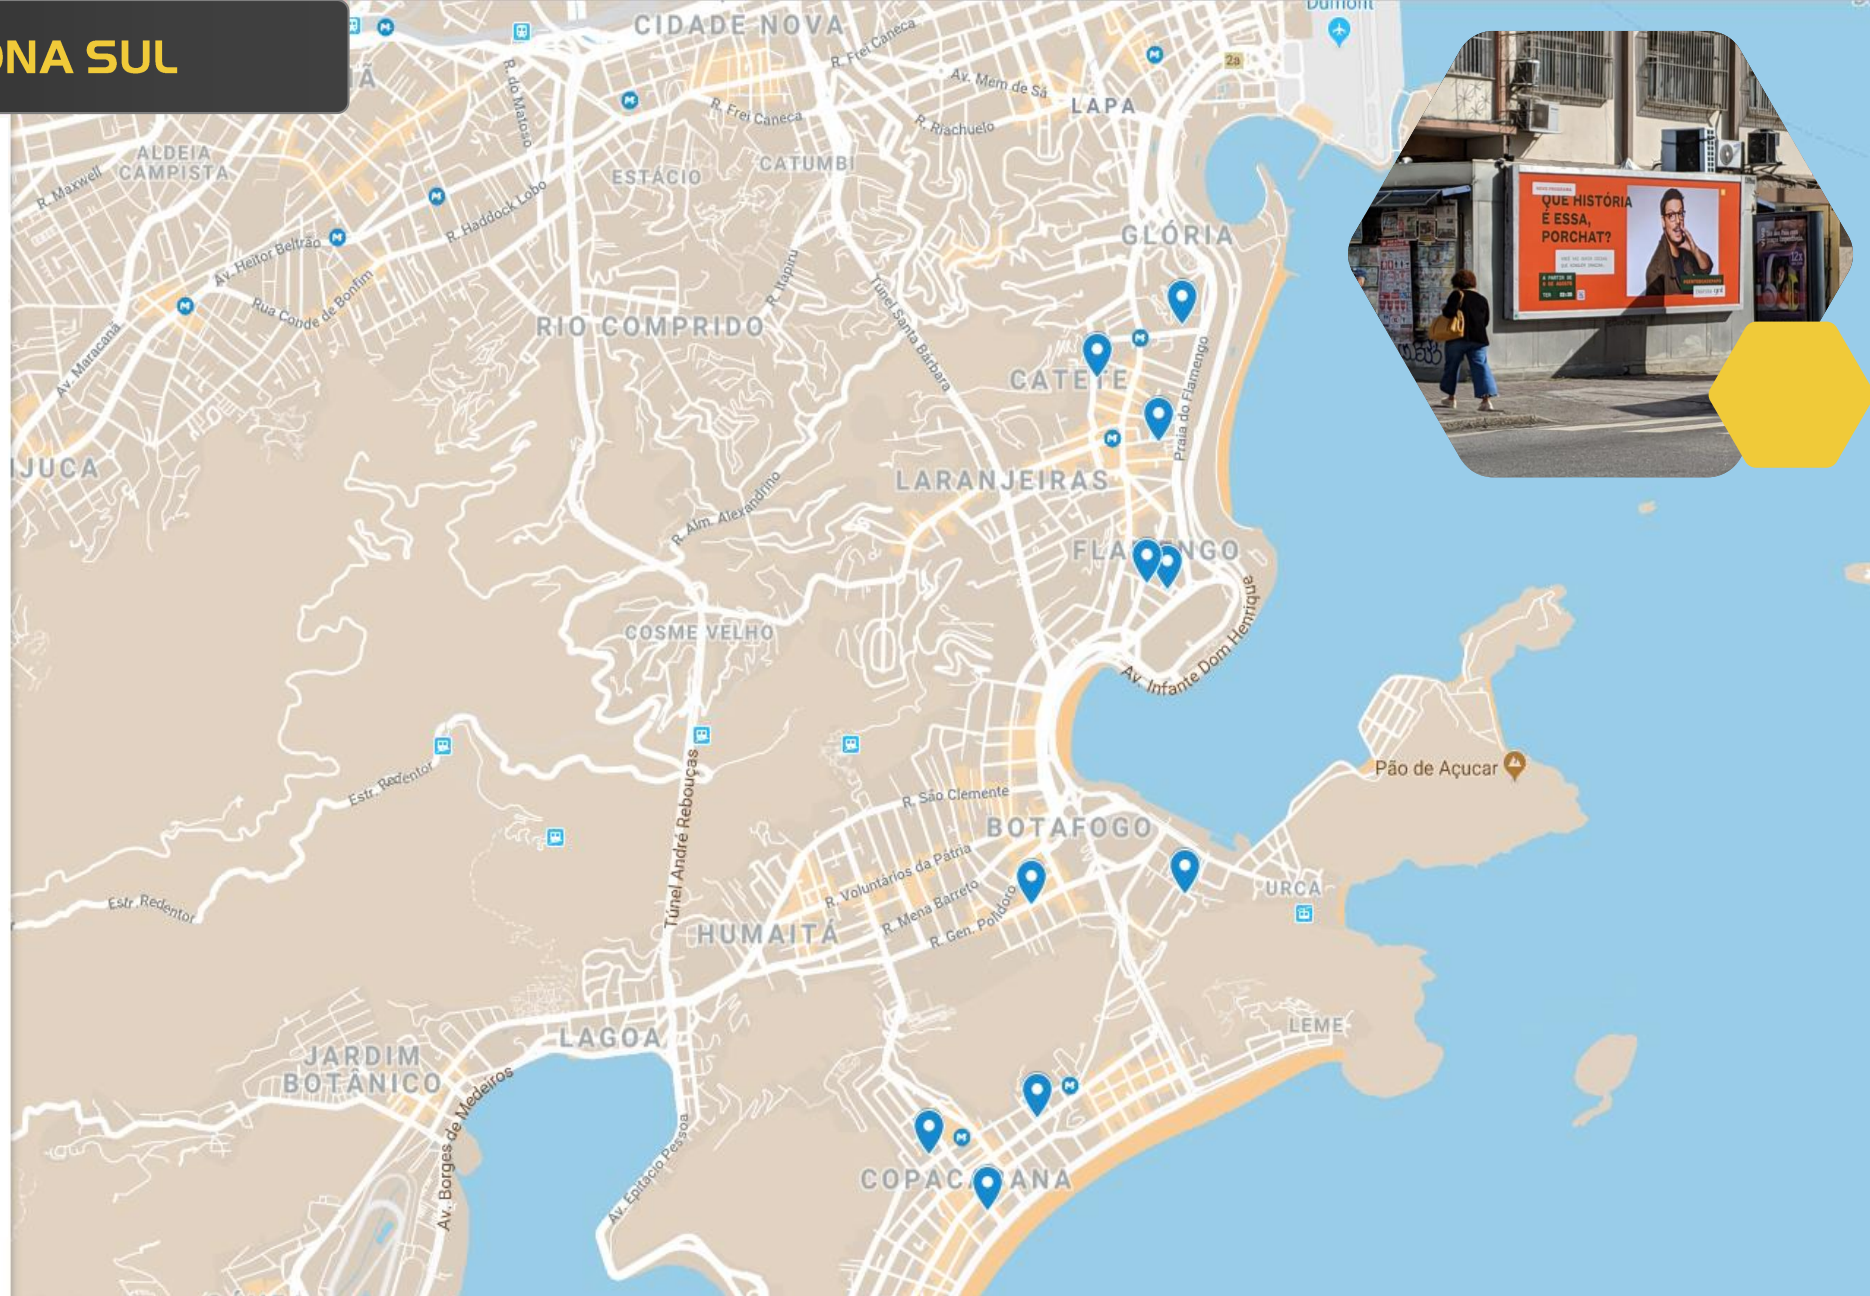 ONA SUL
CIDADE NOVA
Dumont
R. Frei Caneca
2a
Av. Mem de Sá
LAPA
R. do Matoso
R. Frei Caneca
R. Riachuelo
ALDEIA
CAMPISTA
R. Maxwell
ESTÁCIO
CATUMBI
R. Haddock Lobo
Av. Heitor Beltrão
GLÓRIA
QUE HISTÓRIA
É ESSA,
PORCHAT?
R. Itapiru
Rua Conde de Bonfim
RIO COMPRIDO
Túnel Santa Bárbara
Av. Maracanã
CATETE
Praia do Flamengo
IJUCA
LARANJEIRAS
R. Alm. Alexandrino
FLA NGO
COSME VELHO
Av. Infante Dom Henrique
Estr. Redentor
Túnel André Rebouças
Pão de Açucar
R. São Clemente
BOTAFOGO
R. Voluntários da Pátria
R. Mena Barreto
R. Gen. Polidoro
URCA
Estr. Redentor
HUMAITÁ
LEME
LAGOA
JARDIM
BOTÂNICO
Av. Borges de Medeiros
Av. Epitácio Pessoa
COPACA ANA